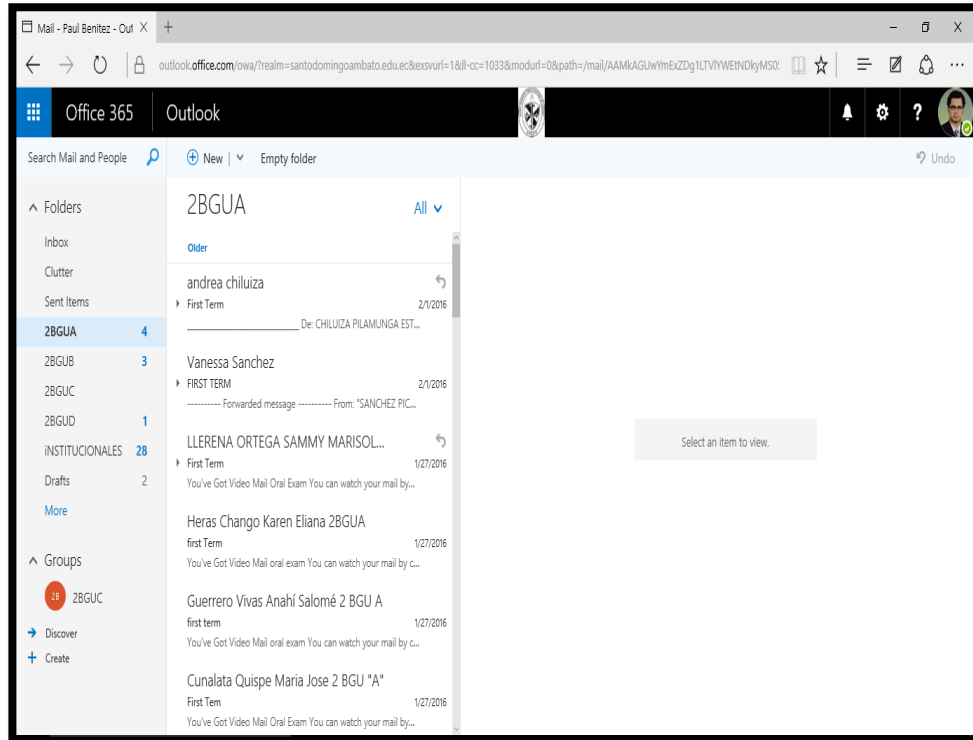 Mail - Paul Benitez - Out
outlook.office.com/owa/?realm=santodomingoambato.edu.ec&exsvurl=1&ll-cc=1033&modurl=0&path=/mail/AAMkAGUwYmExZDg1LTVlYWEtNDkyMS05
Office 365 Outlook
Search Mail and People
New Empty folder
Undo
Folders
Inbox
Clutter
Sent Items
2BGUA 4
2BGUB 3
2BGUC
2BGUD 1
iNSTITUCIONALES 28
Drafts 2
More
Groups
2B 2BGUC
Discover
Create
2BGUA All
Older
andrea chiluiza
First Term 2/1/2016
________________________ De: CHILUIZA PILAMUNGA EST...
Vanessa Sanchez
FIRST TERM 2/1/2016
---------- Forwarded message ---------- From: "SANCHEZ PIC...
LLERENA ORTEGA SAMMY MARISOL...
First Term 1/27/2016
You've Got Video Mail Oral Exam You can watch your mail by...
Heras Chango Karen Eliana 2BGUA
first Term 1/27/2016
You've Got Video Mail oral exam You can watch your mail by c...
Guerrero Vivas Anahí Salomé 2 BGU A
first term 1/27/2016
You've Got Video Mail oral exam You can watch your mail by c...
Cunalata Quispe Maria Jose 2 BGU "A"
First Tem 1/27/2016
You've Got Video Mail Oral Exam You can watch your mail by...
Select an item to view.